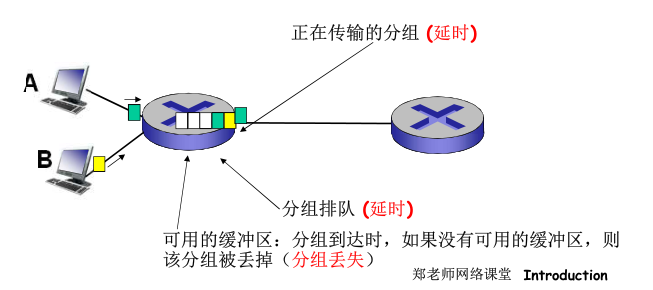 正在传输的分组 (延时)
A
B
分组排队 (延时)
可用的缓冲区：分组到达时，如果没有可用的缓冲区，则
该分组被丢掉（分组丢失）
郑老师网络课堂 Introduction